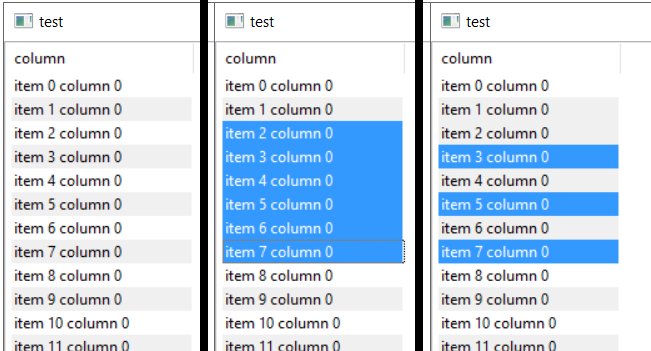 test
column
item 0 column 0
item 1 column 0
item 2 column 0
item 3 column 0
item 4 column 0
item 5 column 0
item 6 column 0
item 7 column 0
item 8 column 0
item 9 column 0
item 10 column 0
item 11 column 0
test
column
item 0 column 0
item 1 column 0
item 2 column 0
item 3 column 0
item 4 column 0
item 5 column 0
item 6 column 0
item 7 column 0
item 8 column 0
item 9 column 0
item 10 column 0
item 11 column 0
test
column
item 0 column 0
item 1 column 0
item 2 column 0
item 3 column 0
item 4 column 0
item 5 column 0
item 6 column 0
item 7 column 0
item 8 column 0
item 9 column 0
item 10 column 0
item 11 column 0